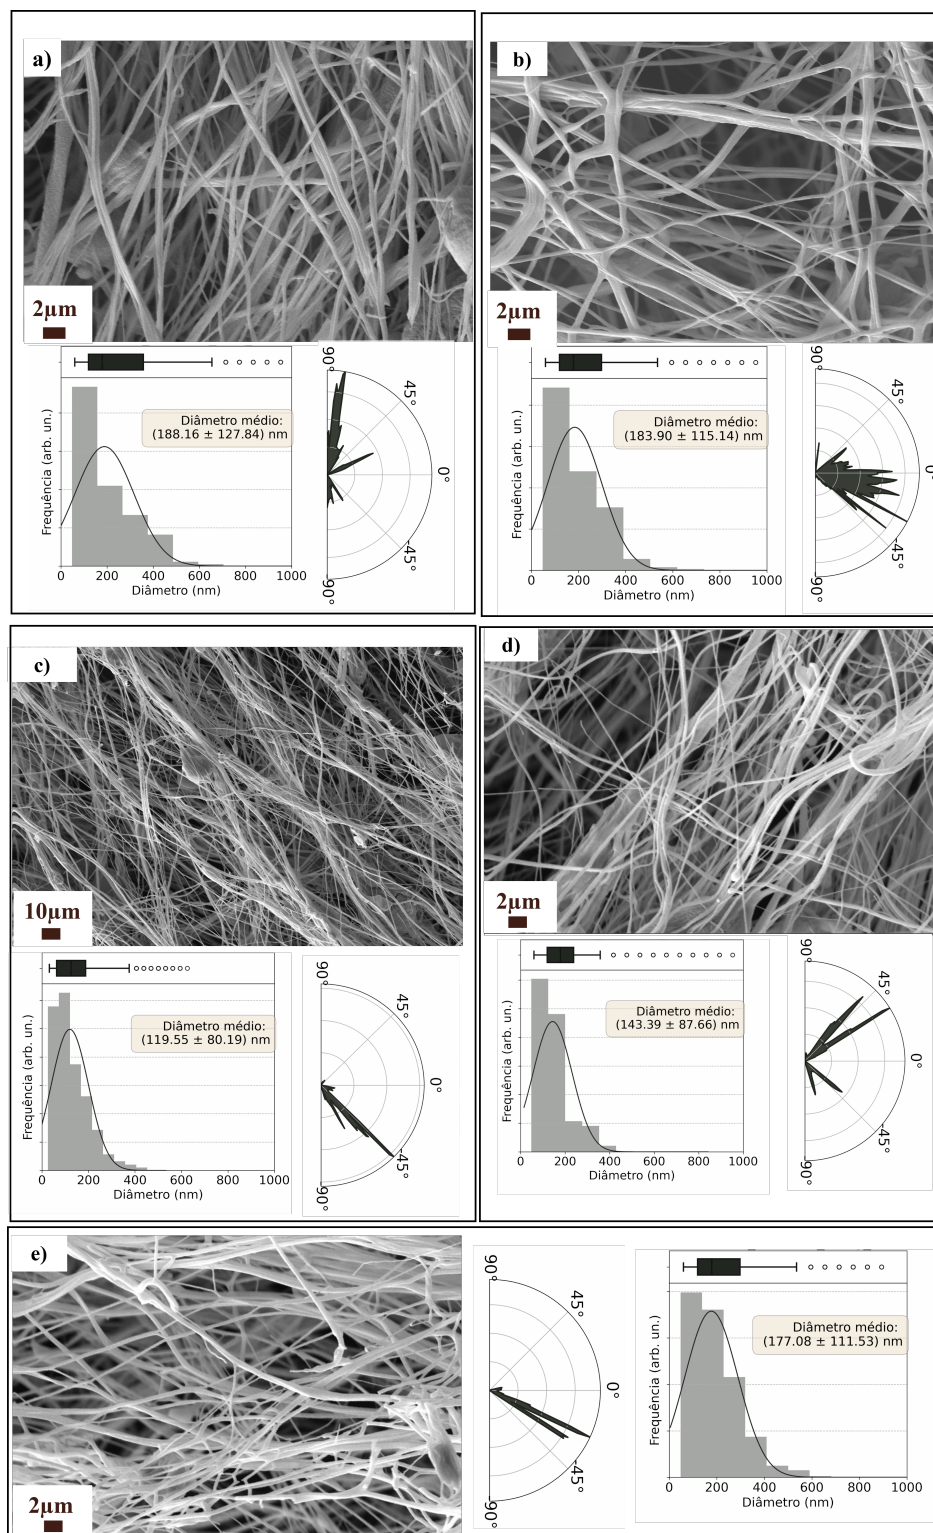 a)
2µm
Frequência (arb. un.)
Diâmetro médio:
(188.16 ± 127.84) nm
0 200 400 600 800 1000
Diâmetro (nm)
90°
45°
0°
-45°
-90°
b)
2µm
Frequência (arb. un.)
Diâmetro médio:
(183.90 ± 115.14) nm
0 200 400 600 800 1000
Diâmetro (nm)
90°
45°
0°
-45°
-90°
c)
10µm
Frequência (arb. un.)
Diâmetro médio:
(119.55 ± 80.19) nm
0 200 400 600 800 1000
Diâmetro (nm)
90°
45°
0°
-45°
-90°
d)
2µm
Frequência (arb. un.)
Diâmetro médio:
(143.39 ± 87.66) nm
0 200 400 600 800 1000
Diâmetro (nm)
90°
45°
0°
-45°
-90°
e)
2µm
90°
45°
0°
-45°
-90°
Frequência (arb. un.)
Diâmetro médio:
(177.08 ± 111.53) nm
0 200 400 600 800 1000
Diâmetro (nm)